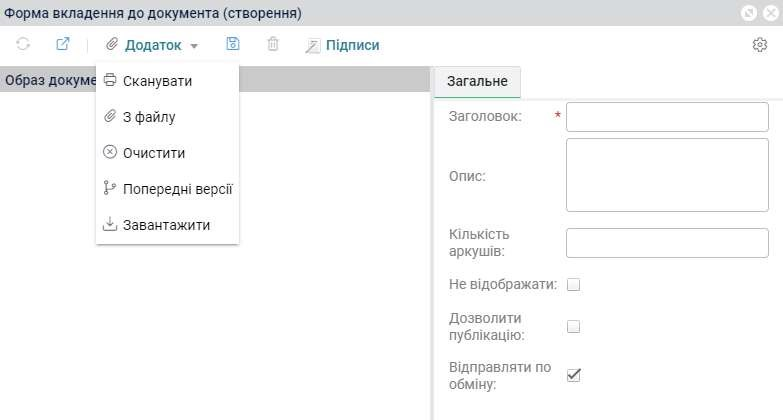 Форма вкладення до документа (створення)
Додаток
Підписи
Образ докуме
Сканувати
З файлу
Очистити
Попередні версії
Завантажити
Загальне
Заголовок: *
Опис:
Кількість
аркушів:
Не відображати:
Дозволити
публікацію:
Відправляти по
обміну: